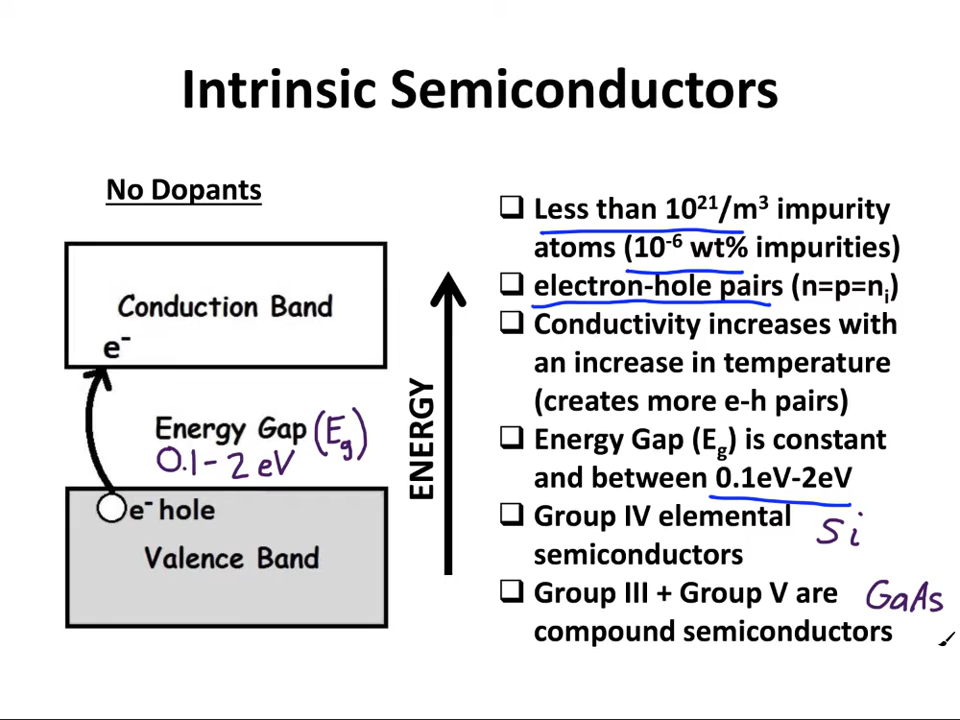 Intrinsic Semiconductors
No Dopants
Conduction Band
e⁻
Energy Gap (Eg)
0.1 - 2 eV
e⁻ hole
Valence Band
ENERGY
❑ Less than 10²¹/m³ impurity
atoms (10⁻⁶ wt% impurities)
❑ electron-hole pairs (n=p=nᵢ)
❑ Conductivity increases with
an increase in temperature
(creates more e-h pairs)
❑ Energy Gap (Eg) is constant
and between 0.1eV-2eV
❑ Group IV elemental
semiconductors
Si
❑ Group III + Group V are
compound semiconductors
GaAs